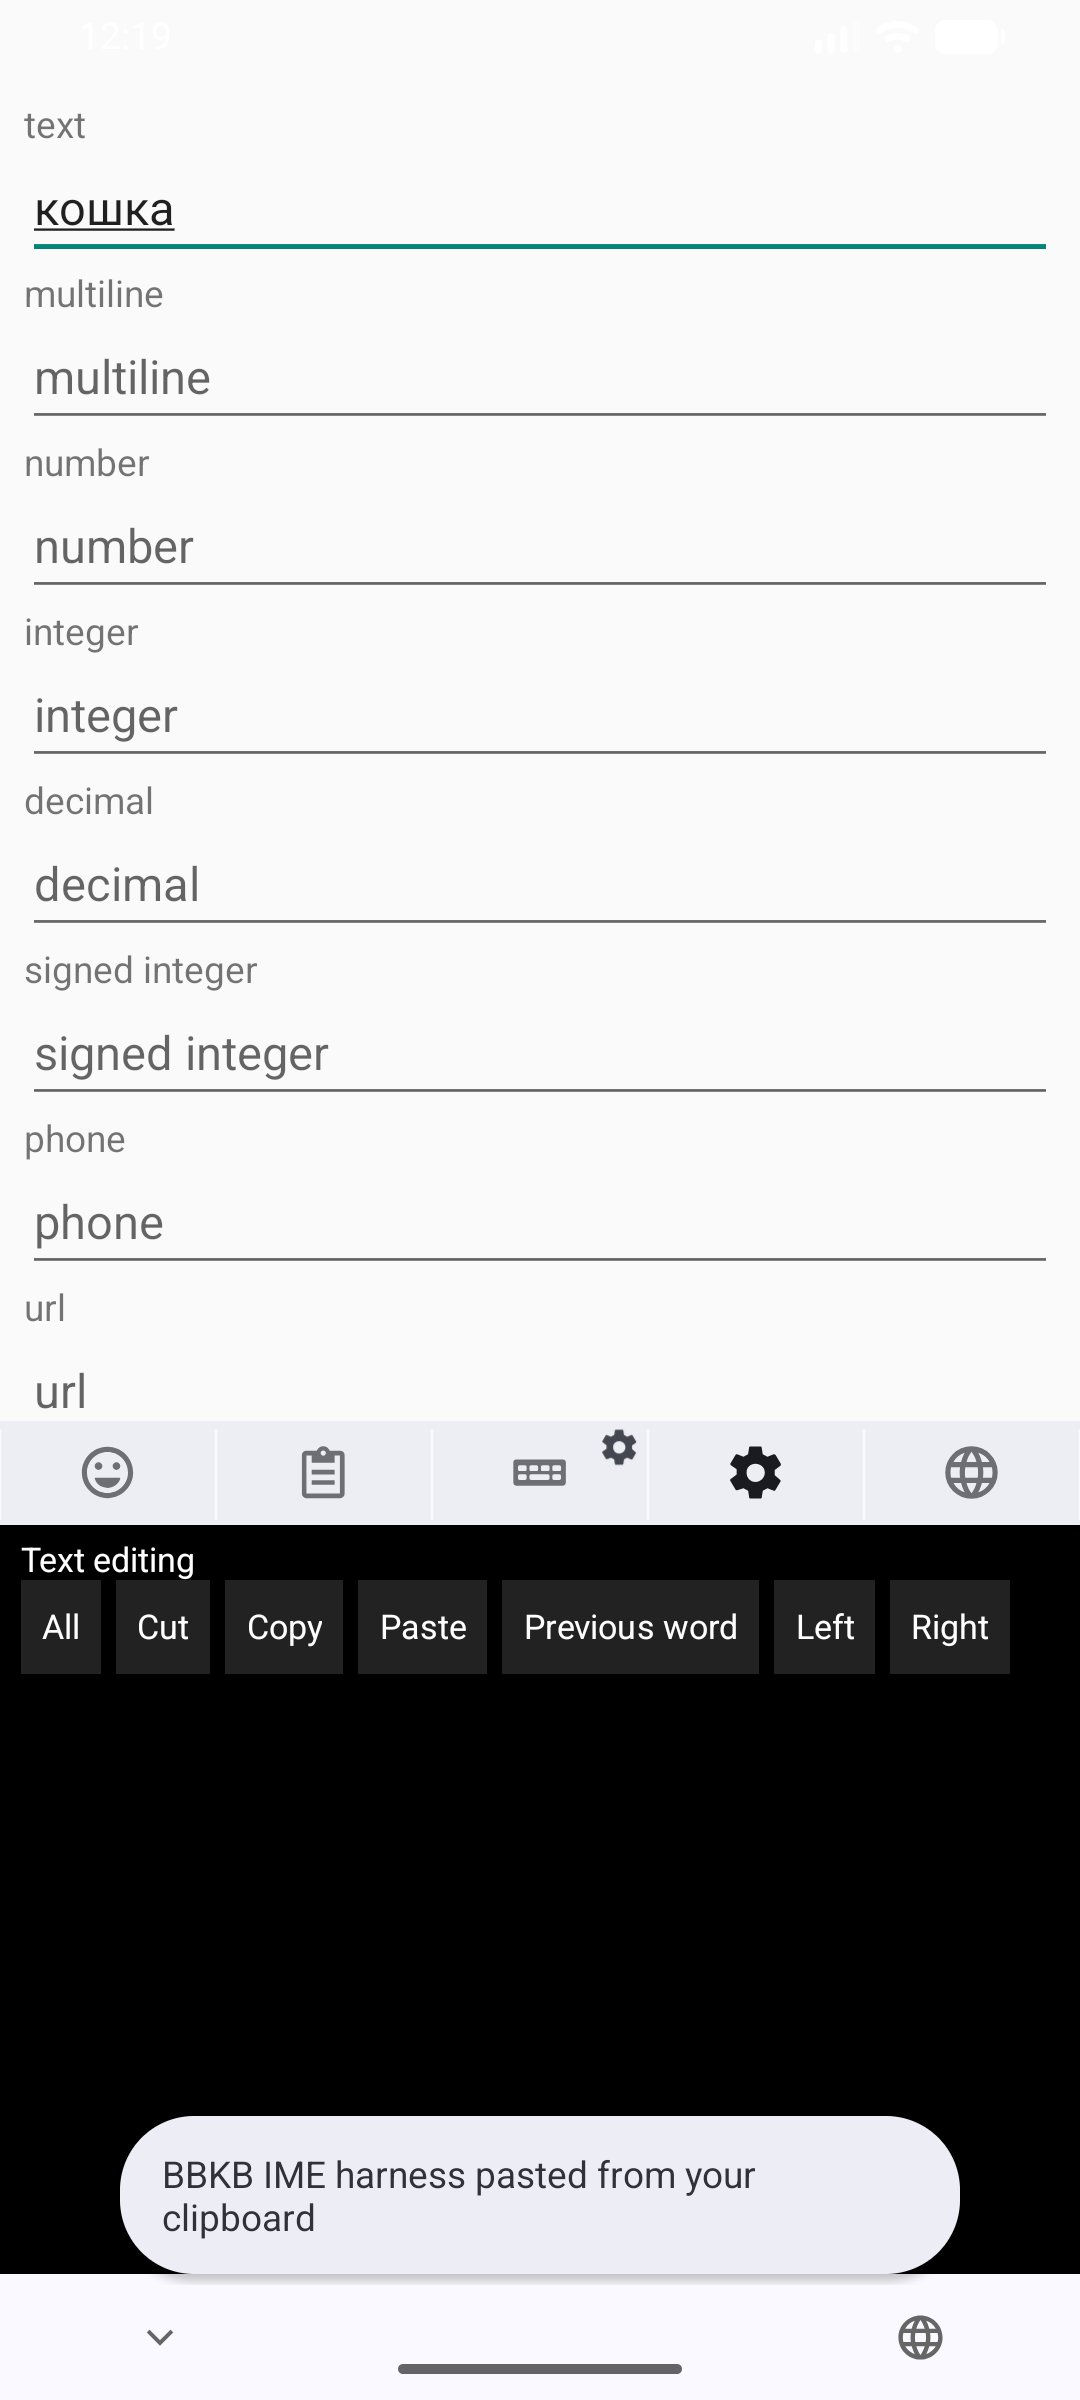 12:19
text
кошка
multiline
multiline
number
number
integer
integer
decimal
decimal
signed integer
signed integer
phone
phone
url
url
Text editing
All Cut Copy Paste Previous word Left Right
BBKB IME harness pasted from your
clipboard